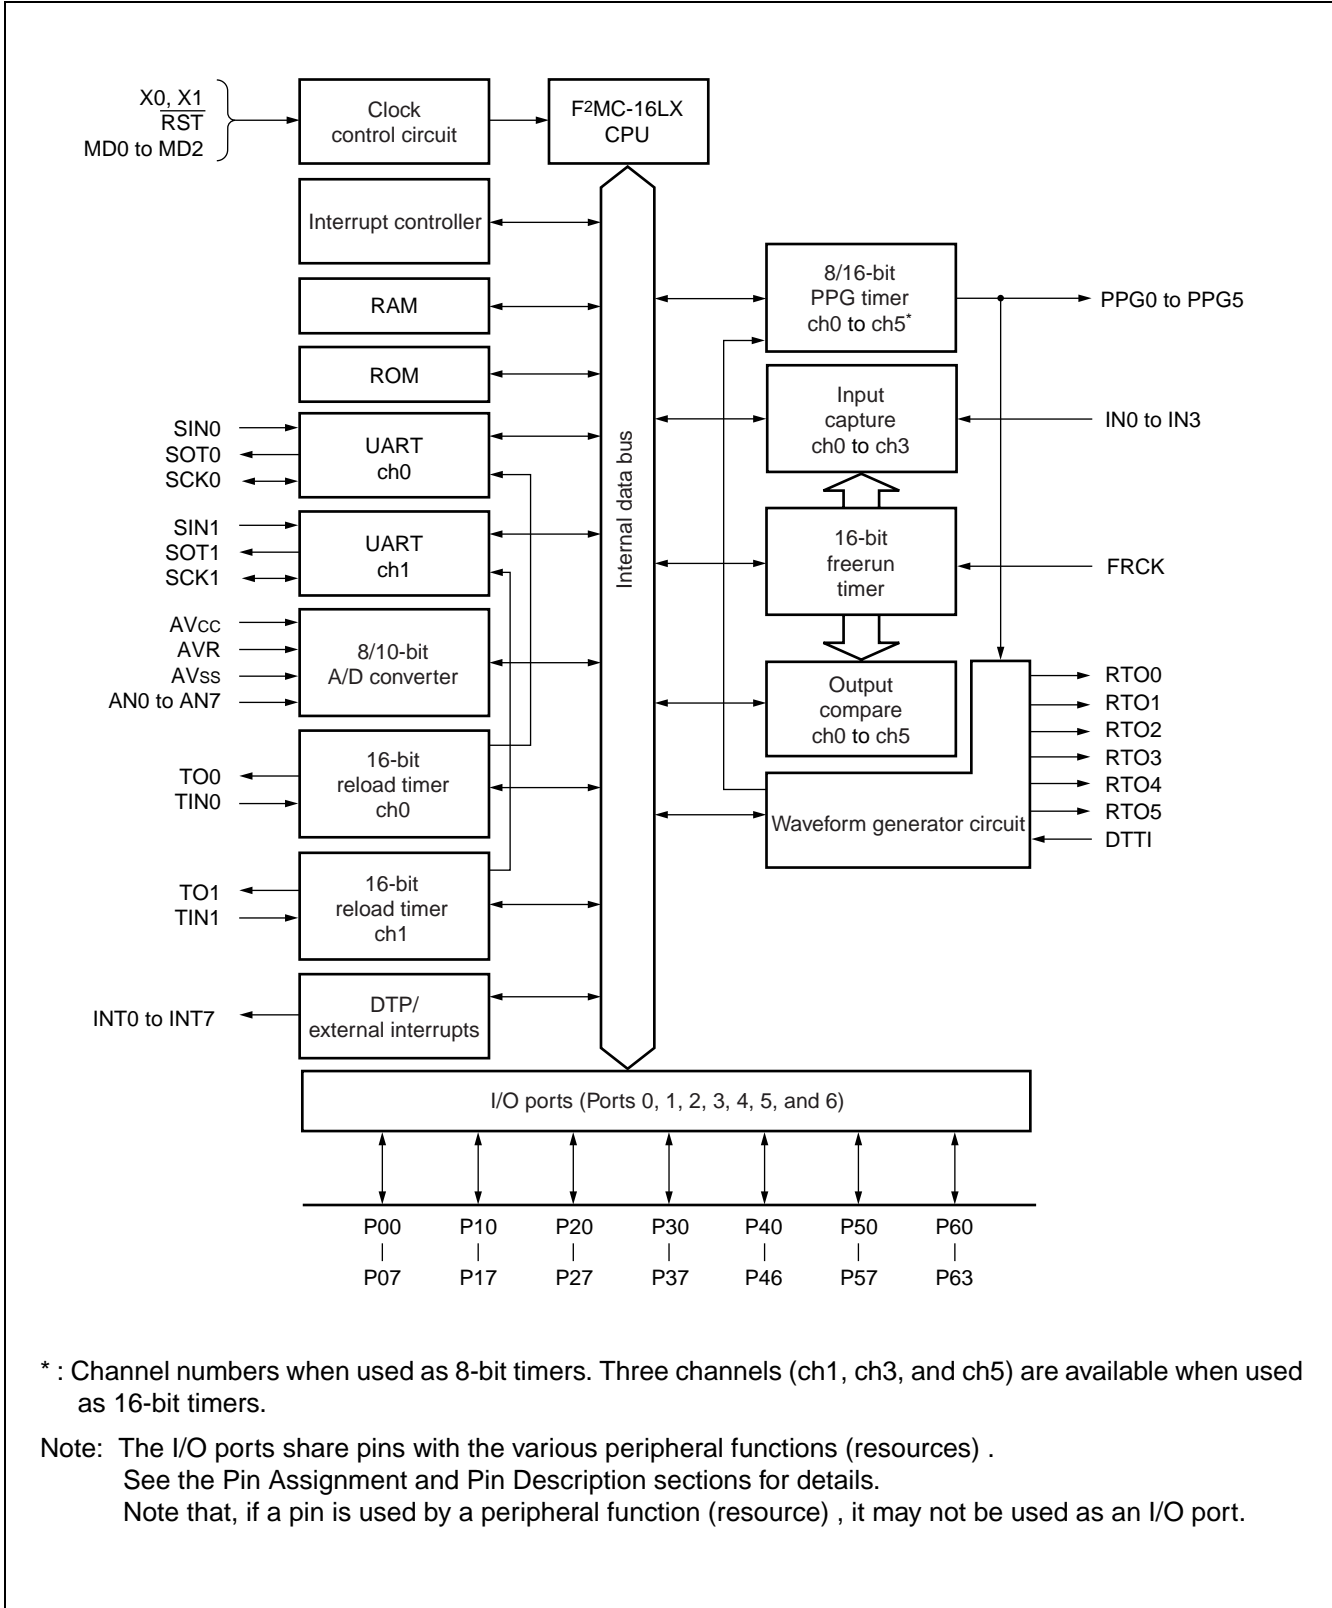 X0, X1
RST
MD0 to MD2
Clock
control circuit
F2MC-16LX
CPU
Interrupt controller
RAM
ROM
SIN0
SOT0
SCK0
UART
ch0
SIN1
SOT1
SCK1
UART
ch1
AVCC
AVR
AVSS
AN0 to AN7
8/10-bit
A/D converter
TO0
TIN0
16-bit
reload timer
ch0
TO1
TIN1
16-bit
reload timer
ch1
INT0 to INT7
DTP/
external interrupts
Internal data bus
8/16-bit
PPG timer
ch0 to ch5*
PPG0 to PPG5
Input
capture
ch0 to ch3
IN0 to IN3
16-bit
freerun
timer
FRCK
Output
compare
ch0 to ch5
Waveform generator circuit
RTO0
RTO1
RTO2
RTO3
RTO4
RTO5
DTTI
I/O ports (Ports 0, 1, 2, 3, 4, 5, and 6)
P00 P10 P20 P30 P40 P50 P60
P07 P17 P27 P37 P46 P57 P63
* : Channel numbers when used as 8-bit timers. Three channels (ch1, ch3, and ch5) are available when used
as 16-bit timers.
Note: The I/O ports share pins with the various peripheral functions (resources) .
See the Pin Assignment and Pin Description sections for details.
Note that, if a pin is used by a peripheral function (resource) , it may not be used as an I/O port.